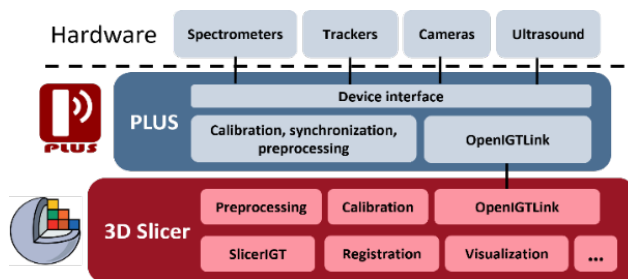 Hardware
Spectrometers
Trackers
Cameras
Ultrasound
PLUS
PLUS
Device interface
Calibration, synchronization,
preprocessing
OpenIGTLink
3D Slicer
Preprocessing
Calibration
OpenIGTLink
SlicerIGT
Registration
Visualization
...